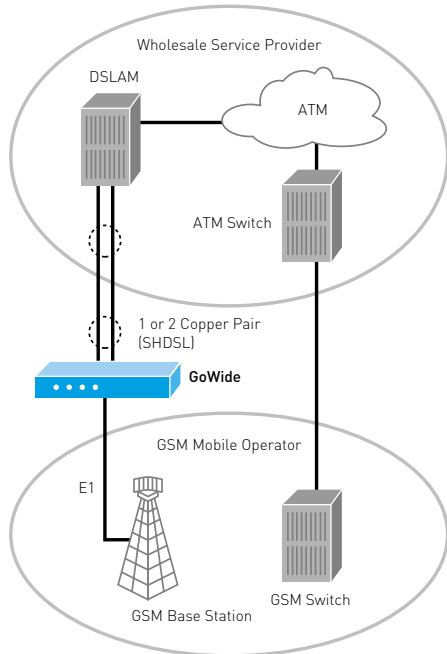 Wholesale Service Provider
DSLAM
ATM
ATM Switch
1 or 2 Copper Pair
(SHDSL)
GoWide
GSM Mobile Operator
E1
GSM Base Station
GSM Switch